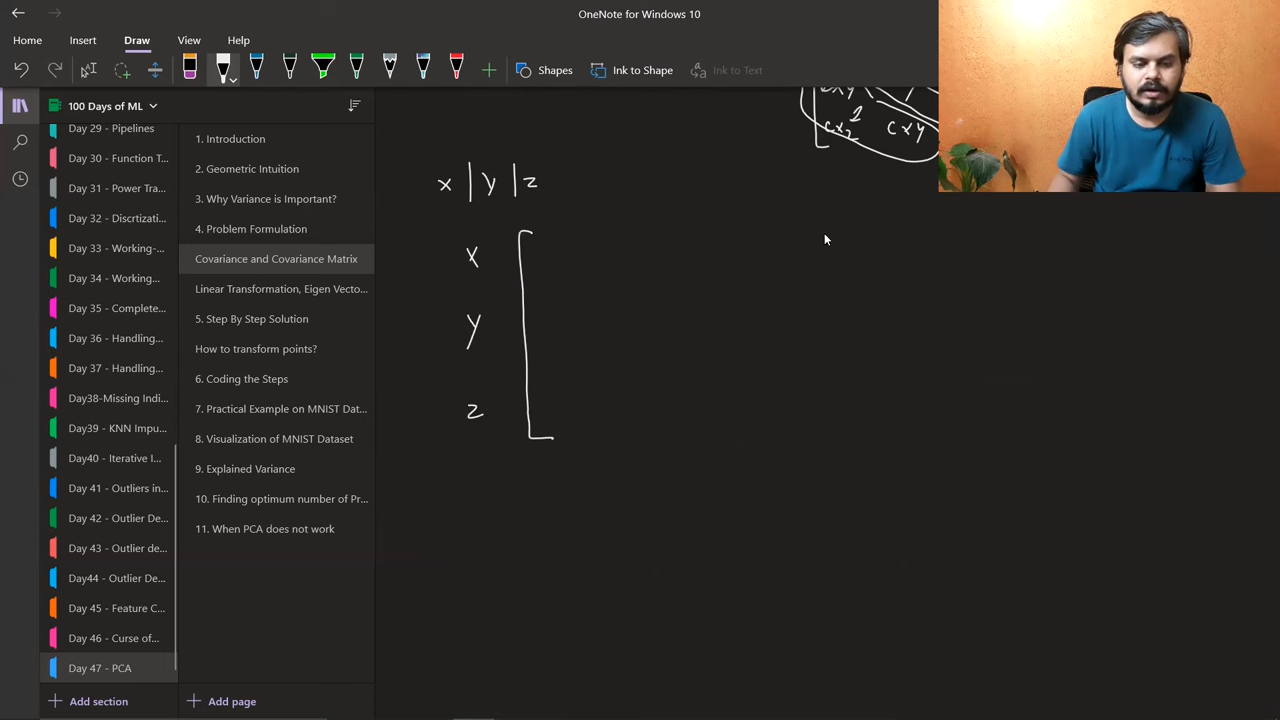 OneNote for Windows 10
Home Insert Draw View Help
Shapes Ink to Shape Ink to Text
100 Days of ML
Day 29 - Pipelines
Day 30 - Function T...
Day 31 - Power Tra...
Day 32 - Discrtizati...
Day 33 - Working-...
Day 34 - Working...
Day 35 - Complete...
Day 36 - Handling...
Day 37 - Handling...
Day38-Missing Indi...
Day39 - KNN Impu...
Day40 - Iterative I...
Day 41 - Outliers in...
Day 42 - Outlier De...
Day 43 - Outlier de...
Day44 - Outlier De...
Day 45 - Feature C...
Day 46 - Curse of...
Day 47 - PCA
Add section
1. Introduction
2. Geometric Intuition
3. Why Variance is Important?
4. Problem Formulation
Covariance and Covariance Matrix
Linear Transformation, Eigen Vecto...
5. Step By Step Solution
How to transform points?
6. Coding the Steps
7. Practical Example on MNIST Dat...
8. Visualization of MNIST Dataset
9. Explained Variance
10. Finding optimum number of Pr...
11. When PCA does not work
Add page
x | y | z
x
y
z